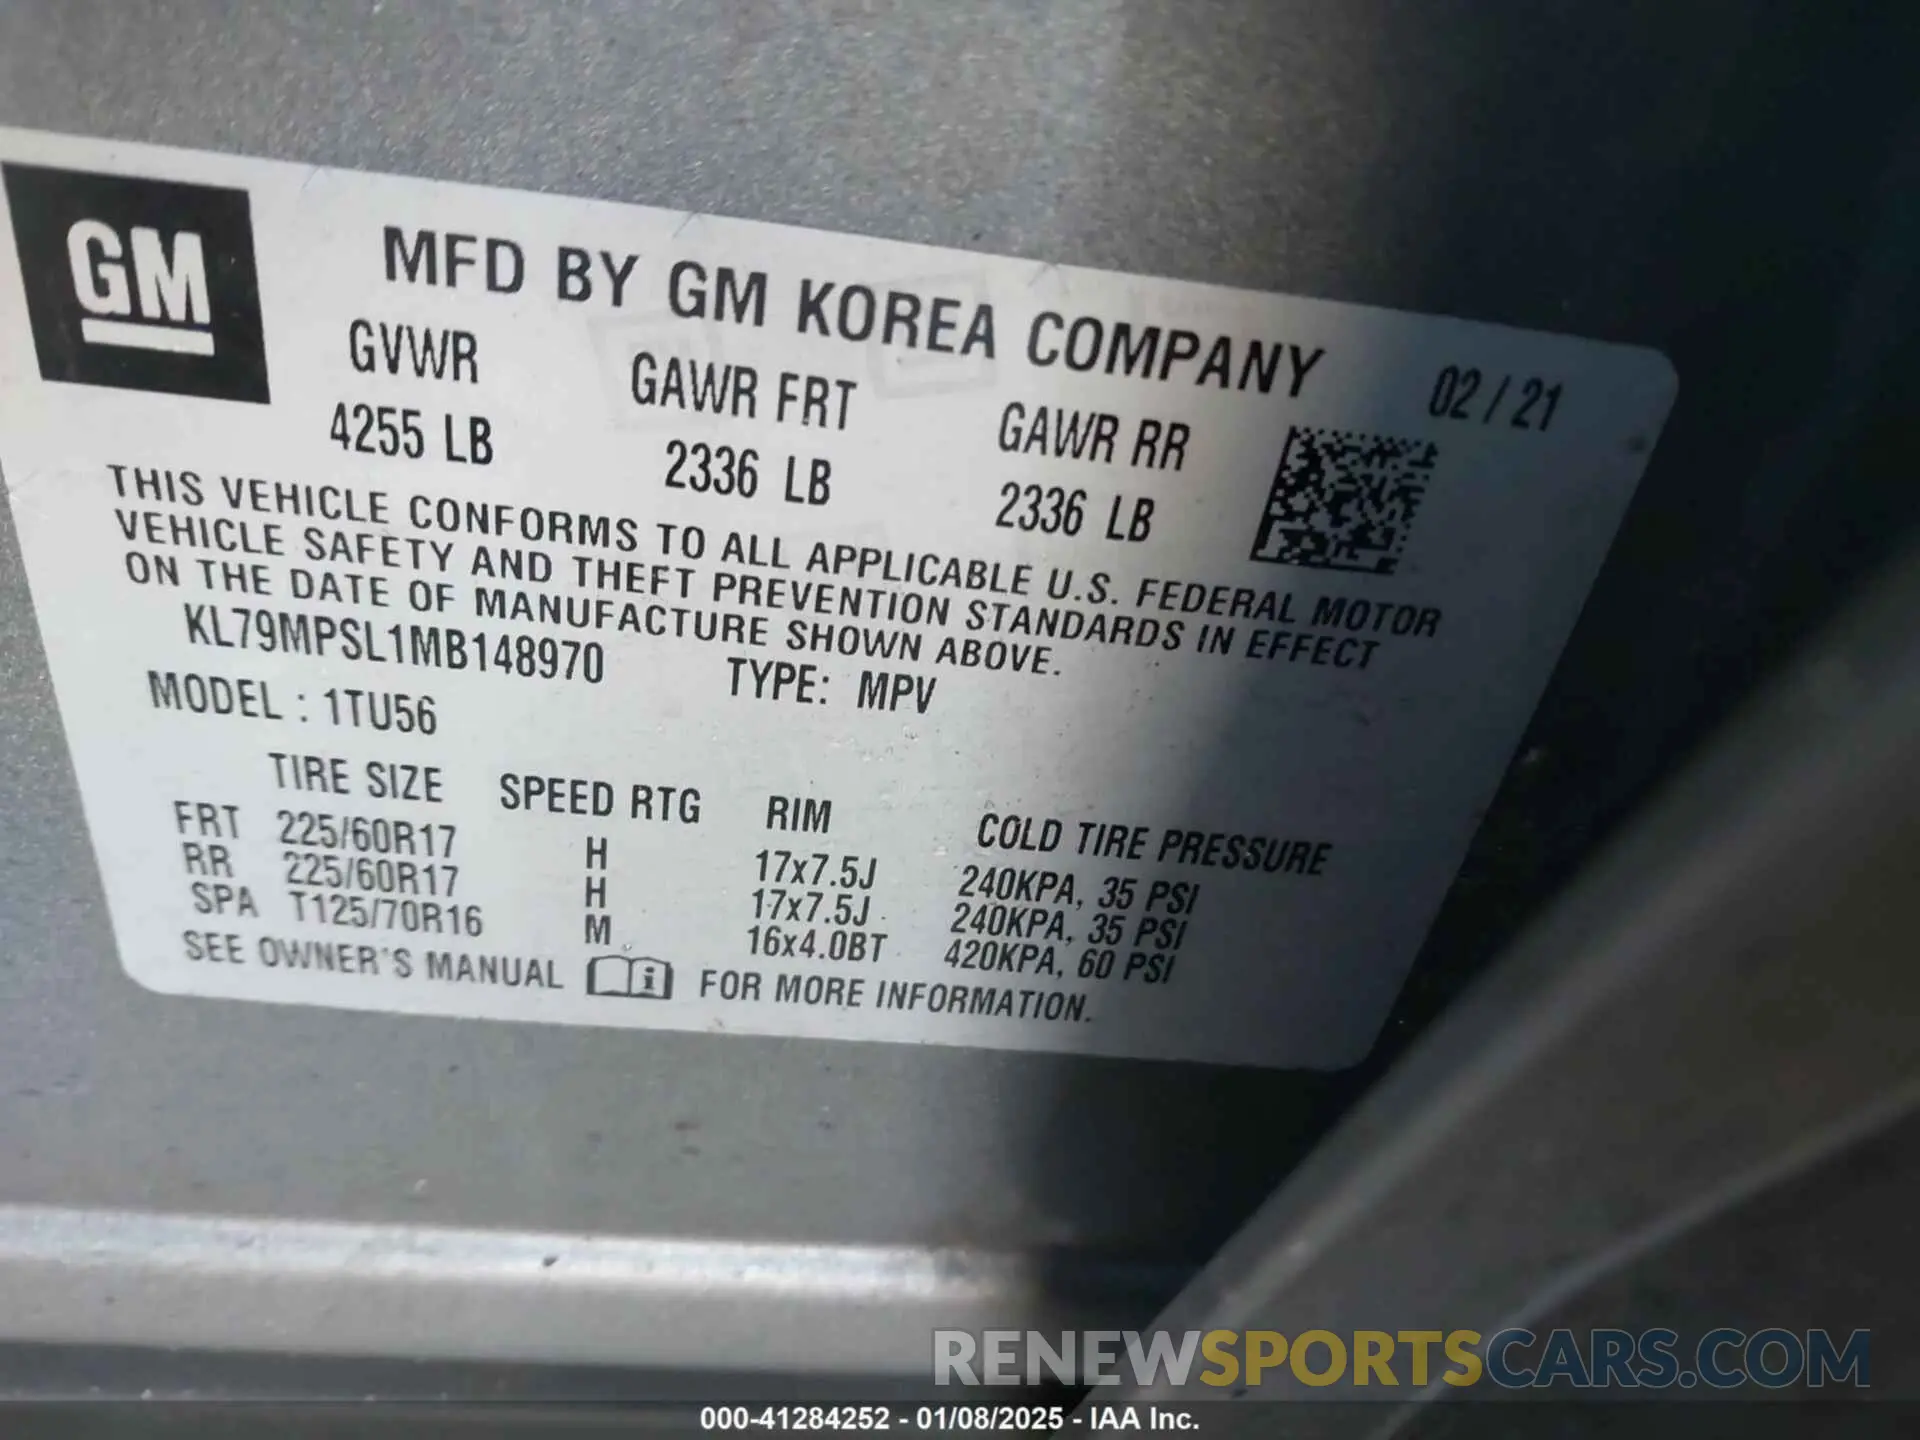 GM
MFD BY GM KOREA COMPANY 02 / 21
GVWR GAWR FRT GAWR RR
4255 LB 2336 LB 2336 LB
THIS VEHICLE CONFORMS TO ALL APPLICABLE U.S. FEDERAL MOTOR
VEHICLE SAFETY AND THEFT PREVENTION STANDARDS IN EFFECT
ON THE DATE OF MANUFACTURE SHOWN ABOVE.
KL79MPSL1MB148970 TYPE: MPV
MODEL : 1TU56
TIRE SIZE SPEED RTG RIM COLD TIRE PRESSURE
FRT 225/60R17 H 17x7.5J 240KPA, 35 PSI
RR 225/60R17 H 17x7.5J 240KPA, 35 PSI
SPA T125/70R16 M 16x4.0BT 420KPA, 60 PSI
SEE OWNER'S MANUAL i FOR MORE INFORMATION.
RENEWSPORTSCARS.COM
000-41284252 - 01/08/2025 - IAA Inc.